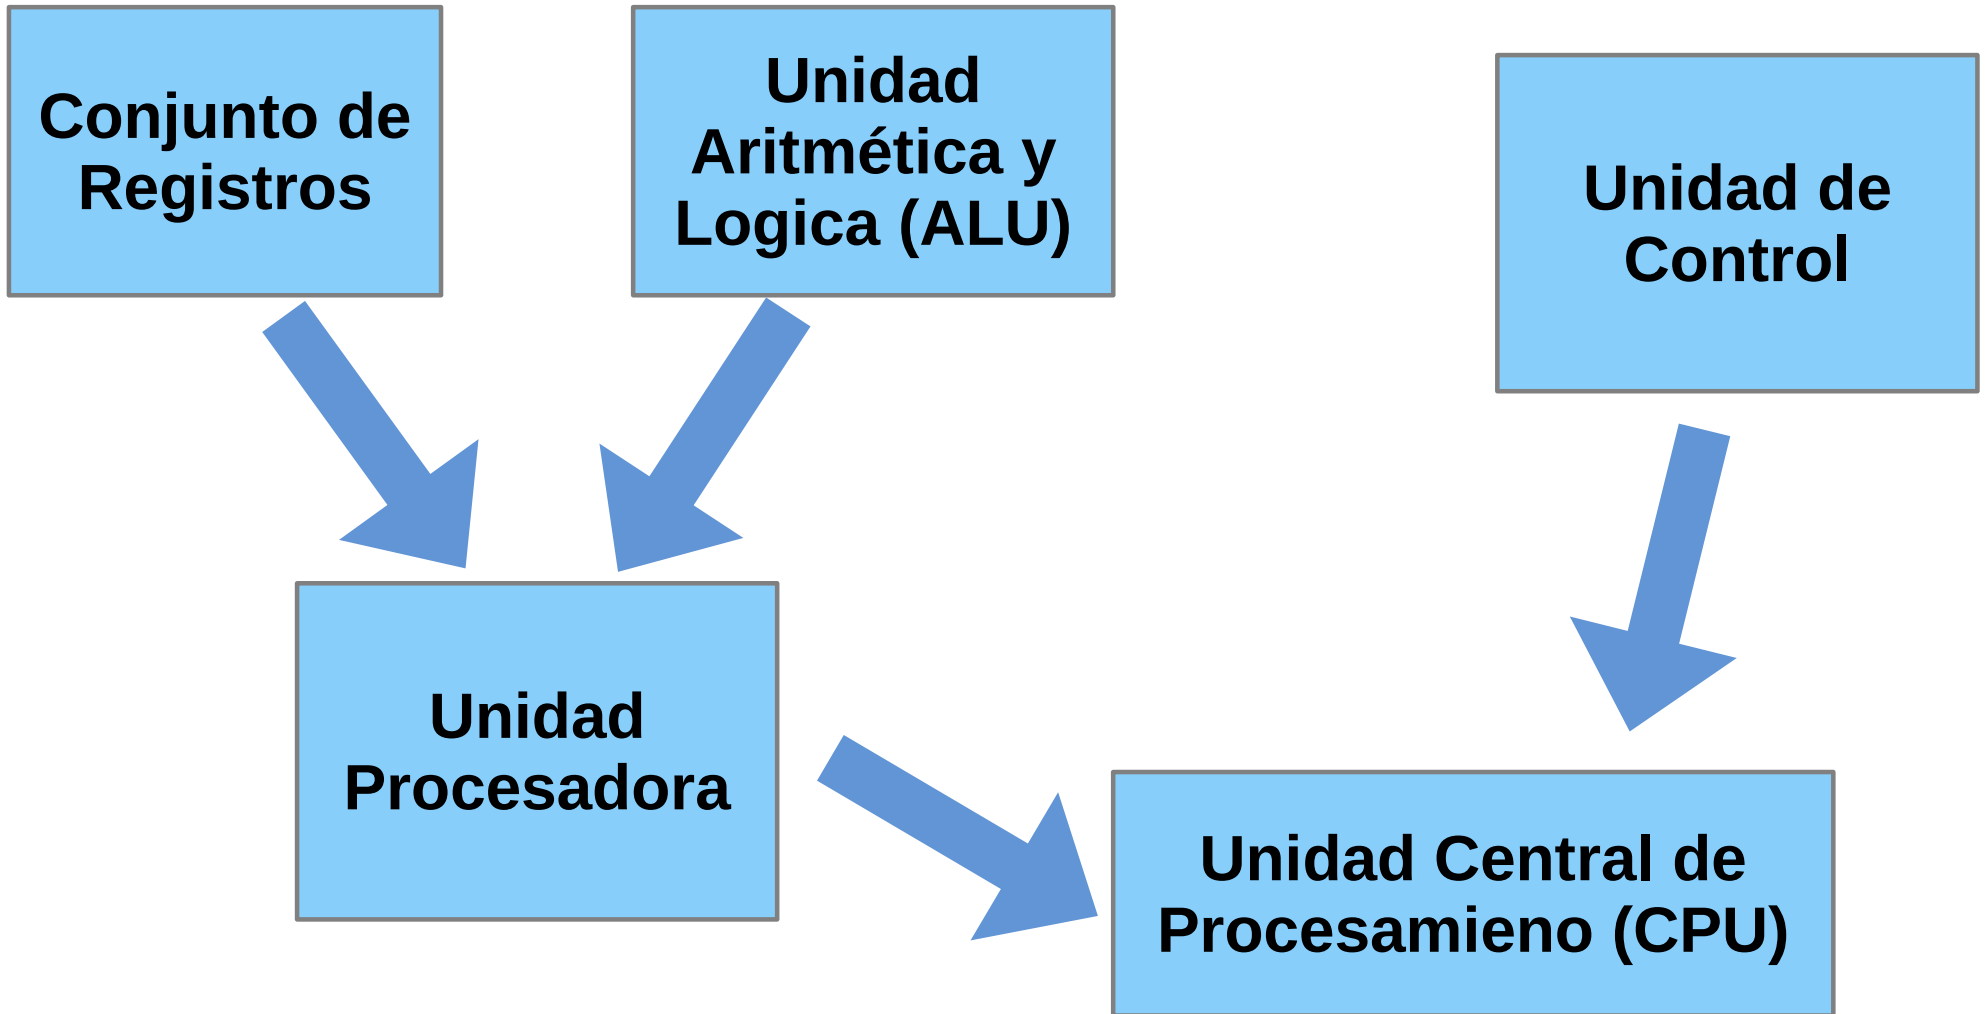 Conjunto de
Registros
Unidad
Aritmética y
Logica (ALU)
Unidad de
Control
Unidad
Procesadora
Unidad Central de
Procesamieno (CPU)